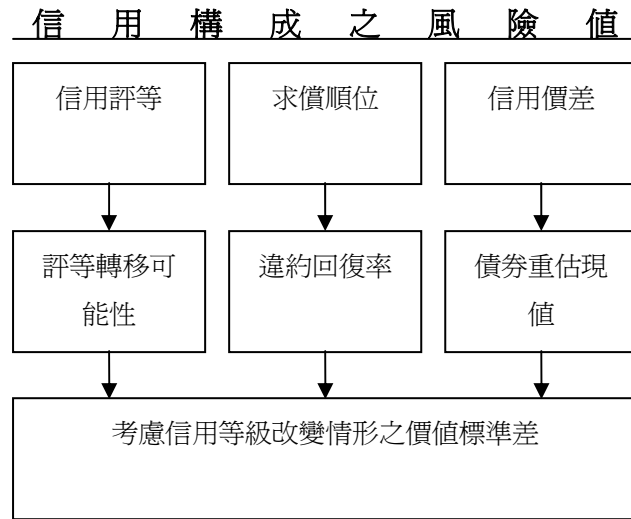 信用構成之風險值
信用評等
求償順位
信用價差
評等轉移可
能性
違約回復率
債券重估現
值
考慮信用等級改變情形之價值標準差